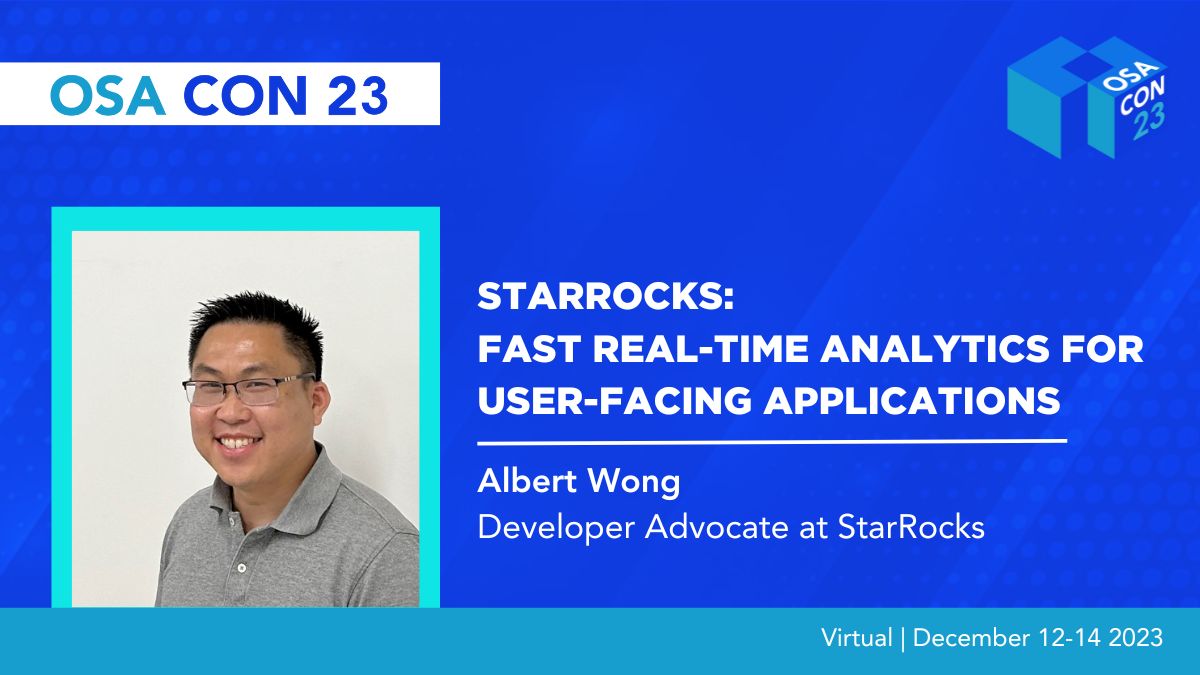 OSA CON 23
OSA
CON
23
STARROCKS:
FAST REAL-TIME ANALYTICS FOR
USER-FACING APPLICATIONS
Albert Wong
Developer Advocate at StarRocks
Virtual | December 12-14 2023